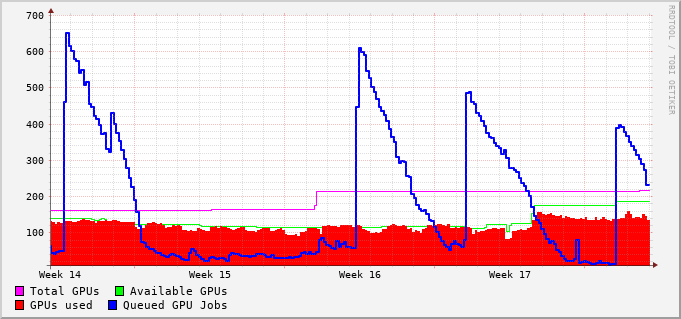 700
600
500
400
300
200
100
Week 14 Week 15 Week 16 Week 17
Total GPUs Available GPUs
GPUs used Queued GPU Jobs
RRDTOOL / TOBI OETIKER